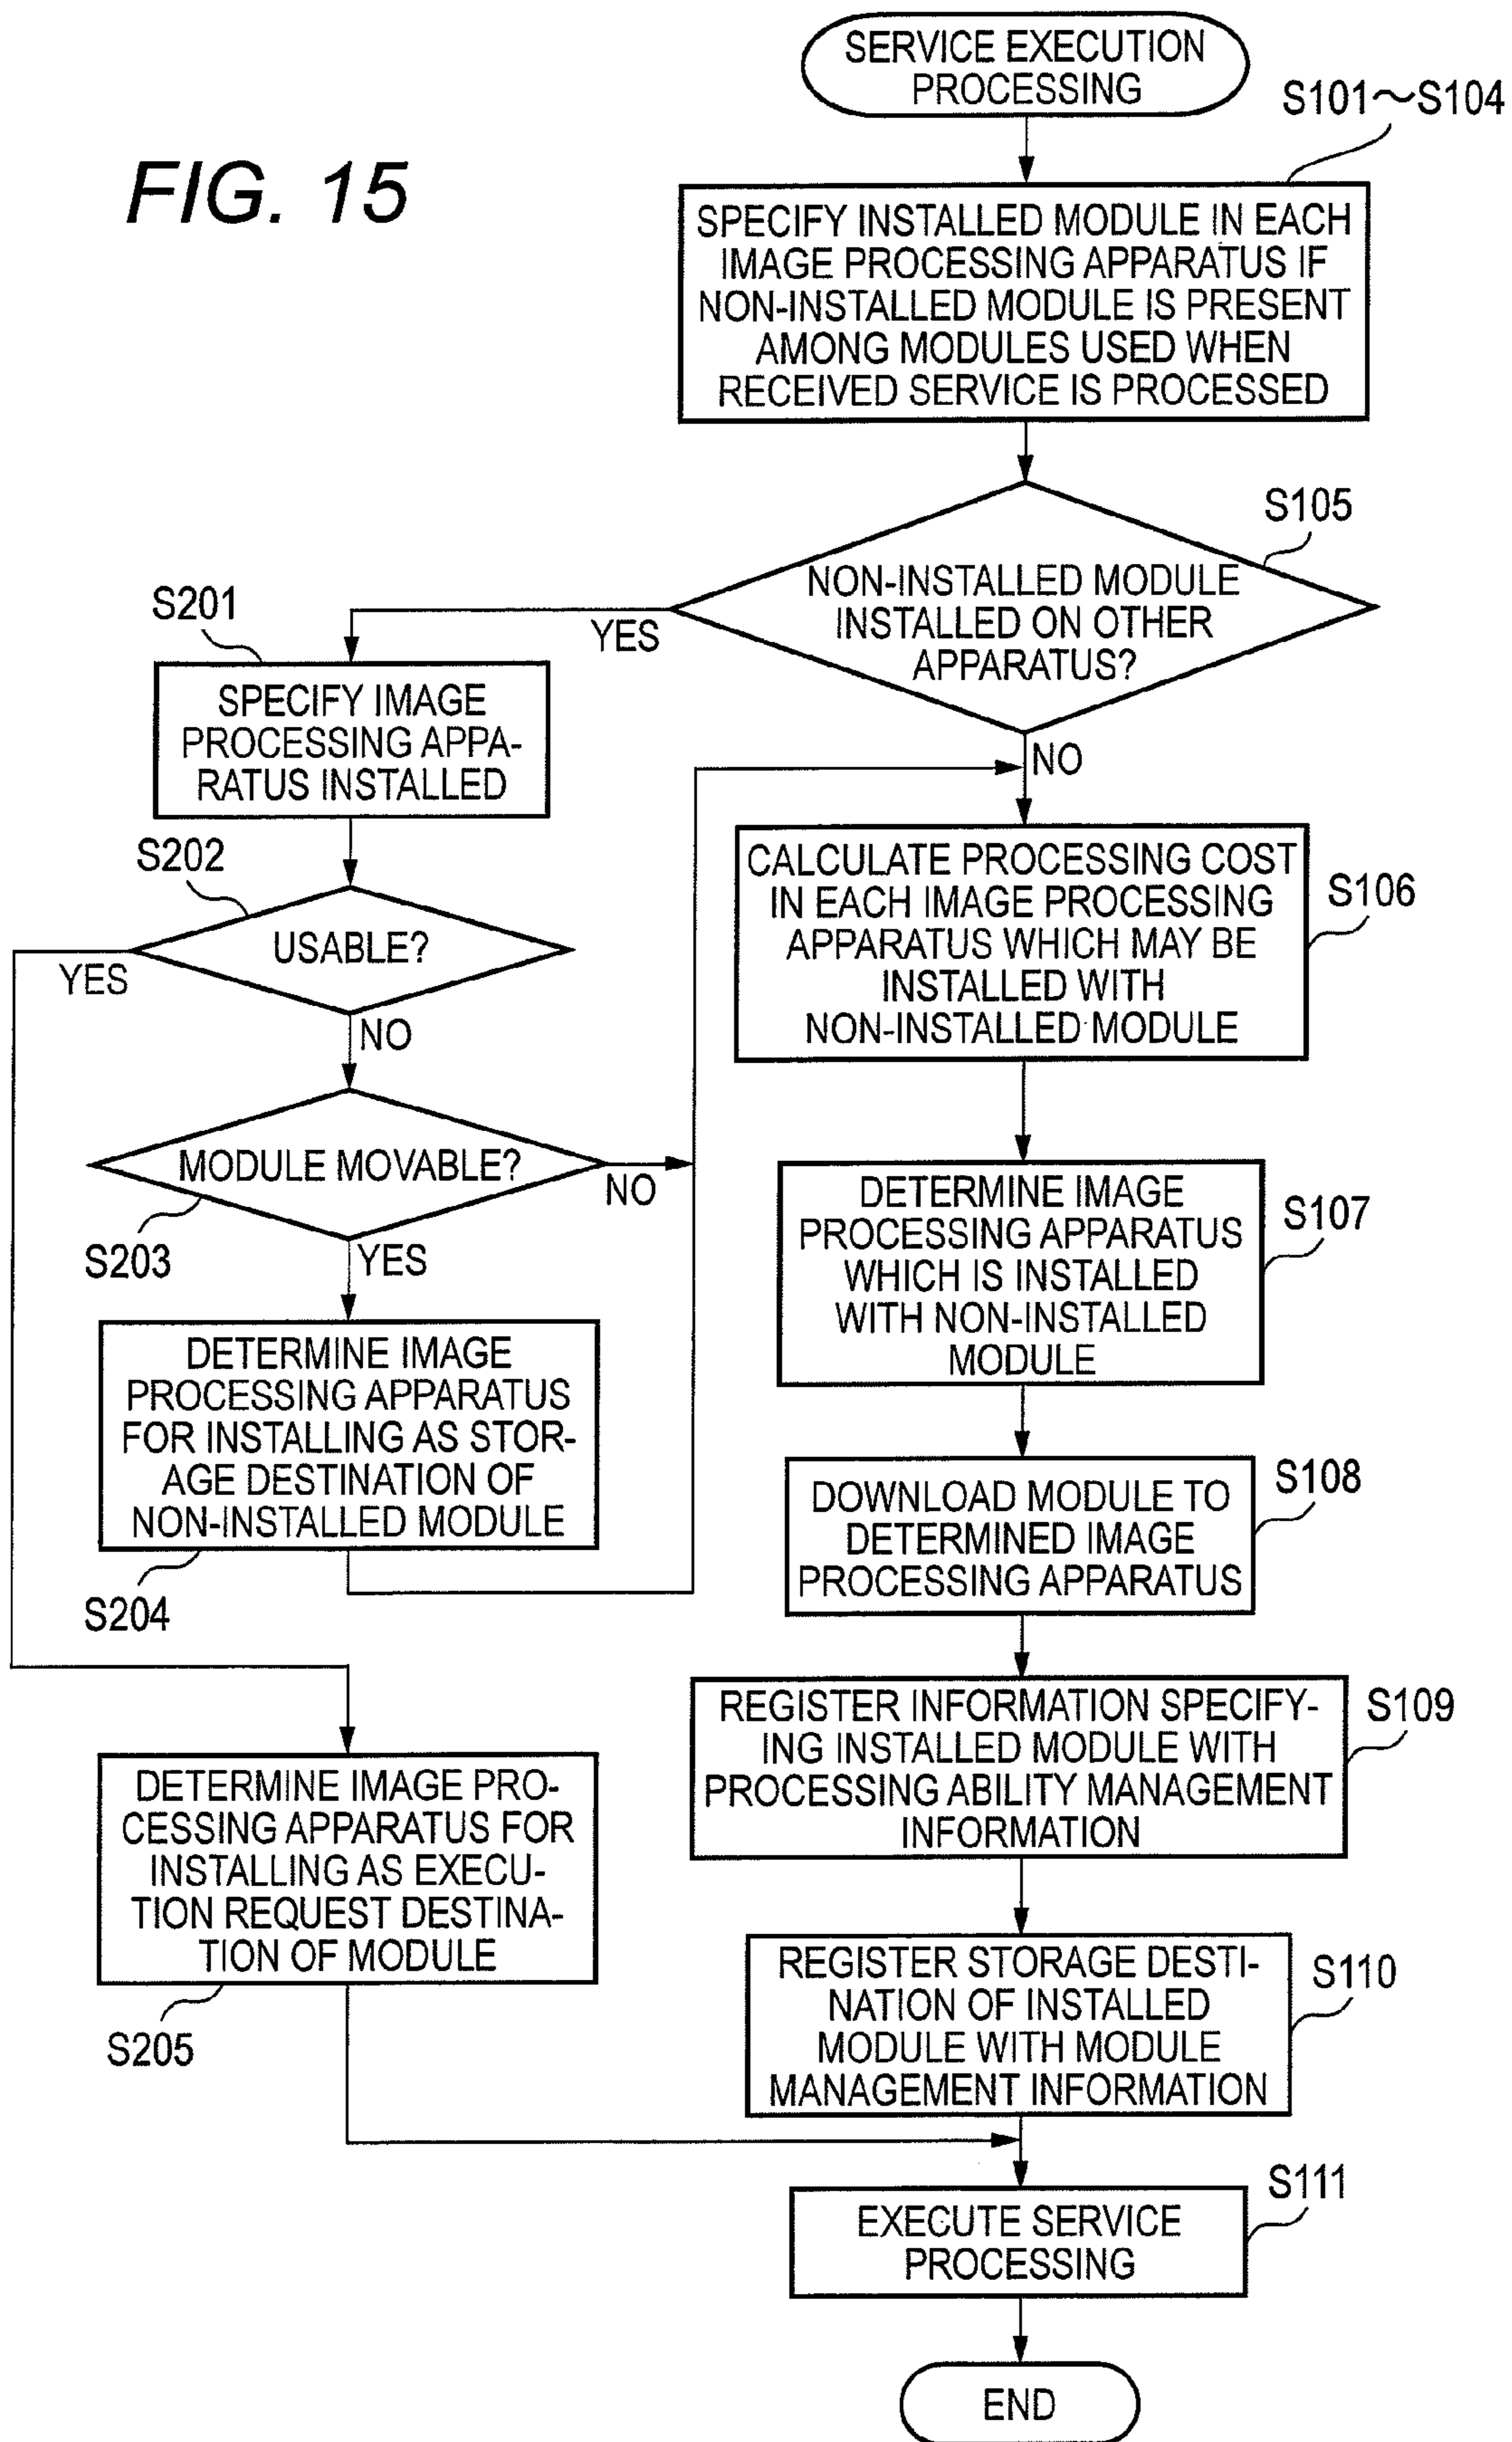 SERVICE EXECUTION
PROCESSING
S101~S104
FIG. 15
SPECIFY INSTALLED MODULE IN EACH
IMAGE PROCESSING APPARATUS IF
NON-INSTALLED MODULE IS PRESENT
AMONG MODULES USED WHEN
RECEIVED SERVICE IS PROCESSED
S105
NON-INSTALLED MODULE
INSTALLED ON OTHER
APPARATUS?
YES
NO
S201
SPECIFY IMAGE
PROCESSING APPA-
RATUS INSTALLED
S202
USABLE?
YES
NO
MODULE MOVABLE?
NO
S203
YES
DETERMINE IMAGE
PROCESSING APPARATUS
FOR INSTALLING AS STOR-
AGE DESTINATION OF
NON-INSTALLED MODULE
S204
DETERMINE IMAGE PRO-
CESSING APPARATUS FOR
INSTALLING AS EXECU-
TION REQUEST DESTINA-
TION OF MODULE
S205
CALCULATE PROCESSING COST
IN EACH IMAGE PROCESSING
APPARATUS WHICH MAY BE
INSTALLED WITH
NON-INSTALLED MODULE
S106
DETERMINE IMAGE
PROCESSING APPARATUS
WHICH IS INSTALLED
WITH NON-INSTALLED
MODULE
S107
DOWNLOAD MODULE TO
DETERMINED IMAGE
PROCESSING APPARATUS
S108
REGISTER INFORMATION SPECIFY-
ING INSTALLED MODULE WITH
PROCESSING ABILITY MANAGEMENT
INFORMATION
S109
REGISTER STORAGE DESTI-
NATION OF INSTALLED
MODULE WITH MODULE
MANAGEMENT INFORMATION
S110
EXECUTE SERVICE
PROCESSING
S111
END